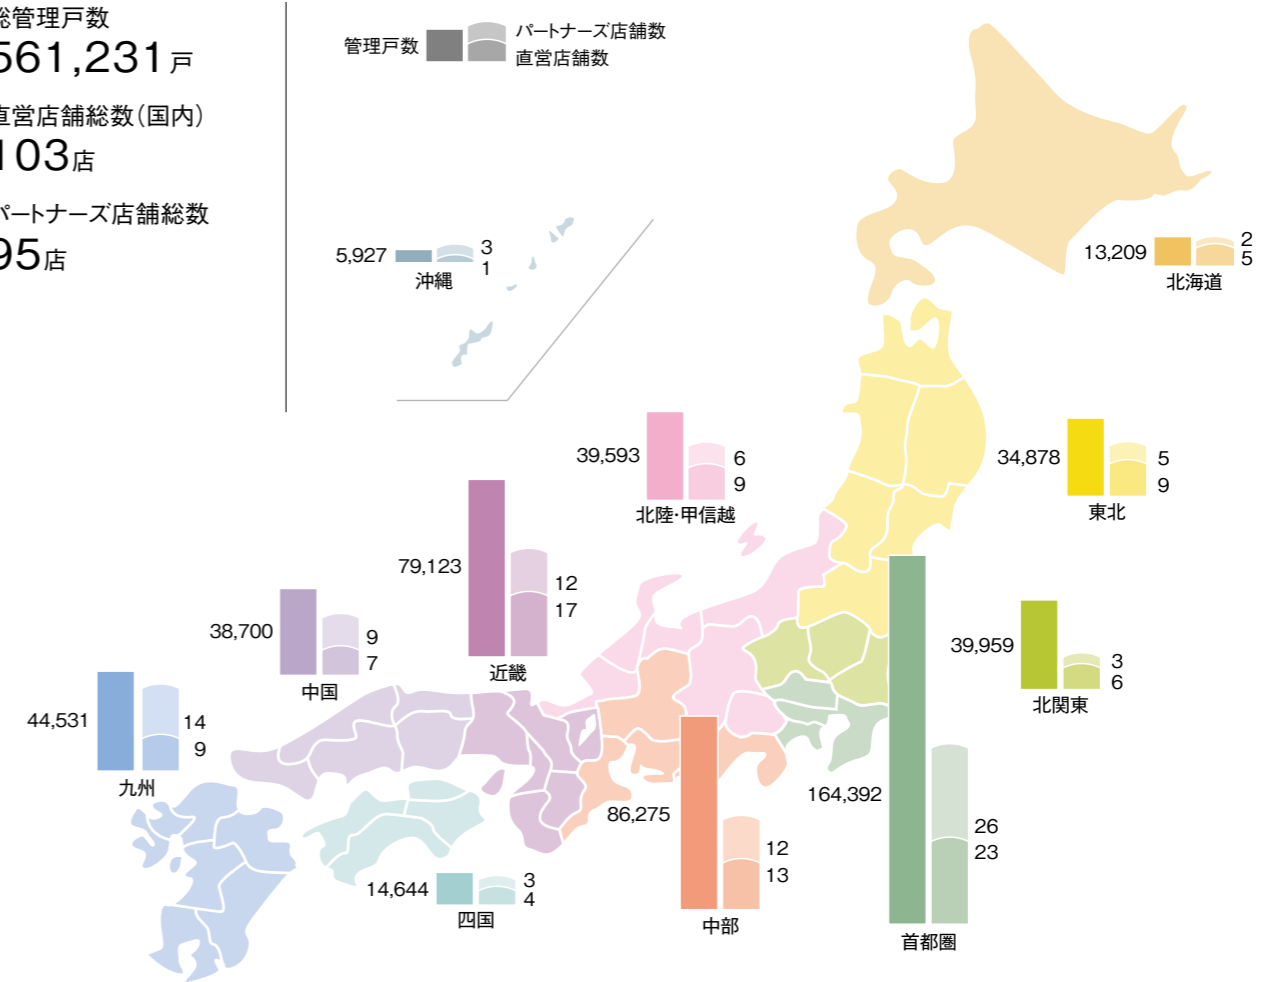 総管理戸数
561,231戸
直営店舗総数（国内）
103店
パートナーズ店舗総数
95店
管理戸数
パートナーズ店舗数
直営店舗数
5,927
3
1
沖縄
13,209
2
5
北海道
39,593
6
9
北陸・甲信越
34,878
5
9
東北
79,123
12
17
近畿
38,700
9
7
中国
39,959
3
6
北関東
44,531
14
9
九州
86,275
12
13
中部
164,392
26
23
首都圏
14,644
3
4
四国